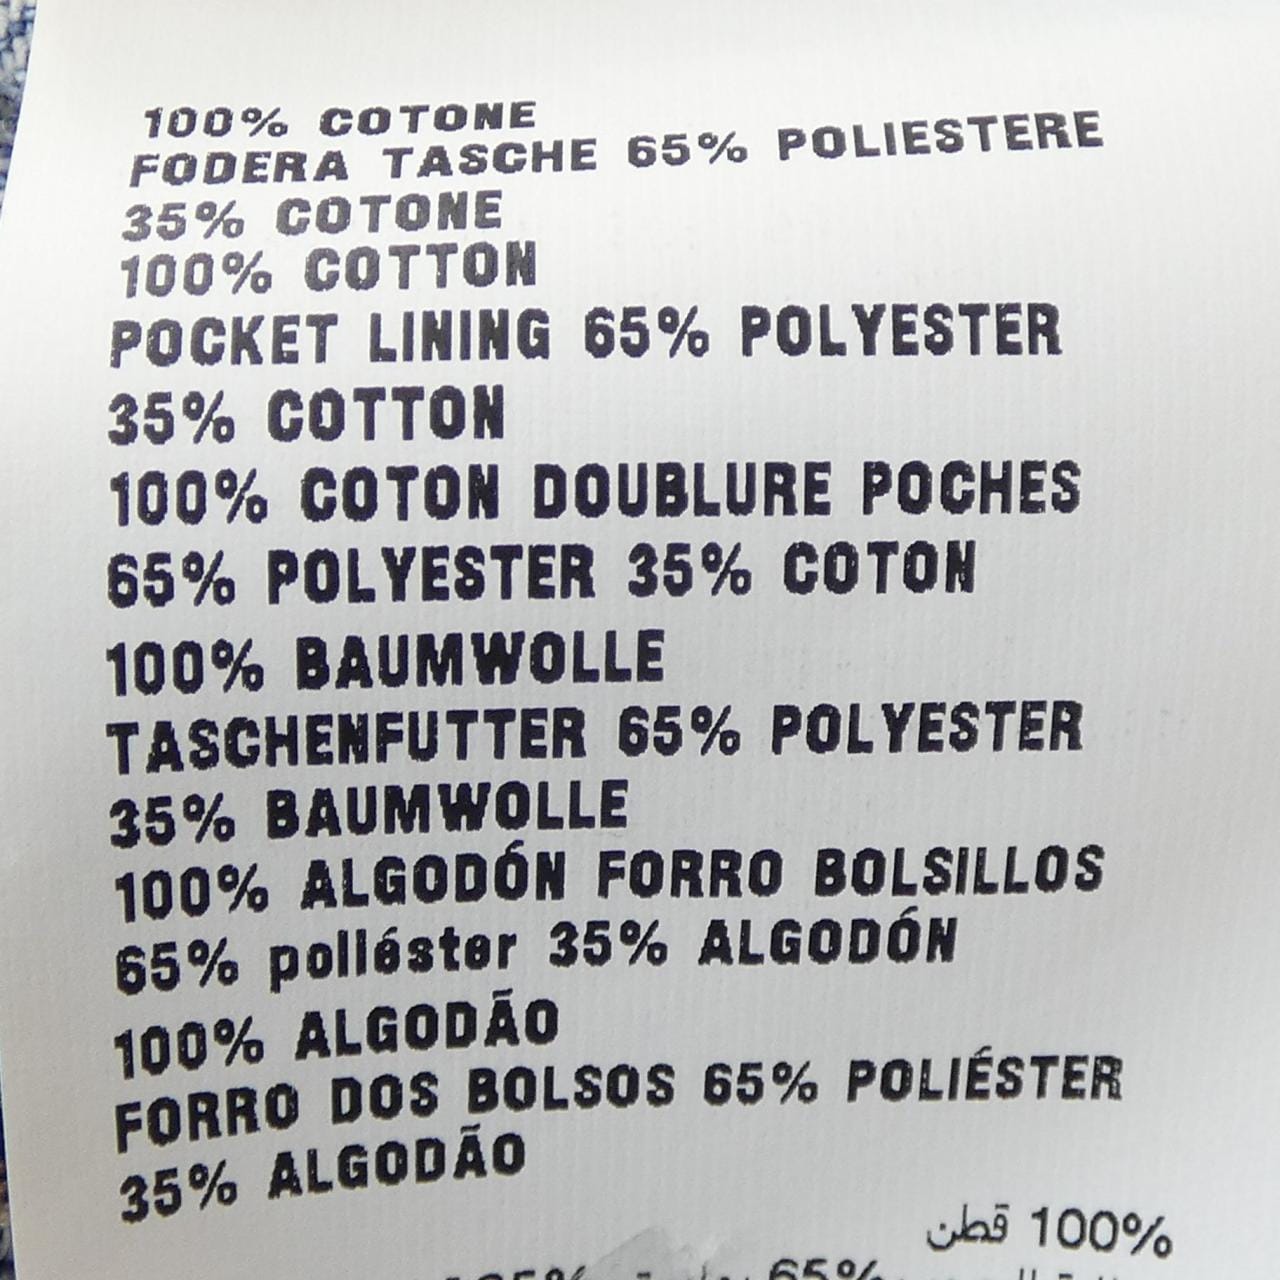 100% COTONE
FODERA TASCHE 65% POLIESTERE
35% COTONE
100% COTTON
POCKET LINING 65% POLYESTER
35% COTTON
100% COTON DOUBLURE POCHES
65% POLYESTER 35% COTON
100% BAUMWOLLE
TASCHENFUTTER 65% POLYESTER
35% BAUMWOLLE
100% ALGODÓN FORRO BOLSILLOS
65% poliéster 35% ALGODÓN
100% ALGODÃO
FORRO DOS BOLSOS 65% POLIÉSTER
35% ALGODÃO
100% قطن
65%